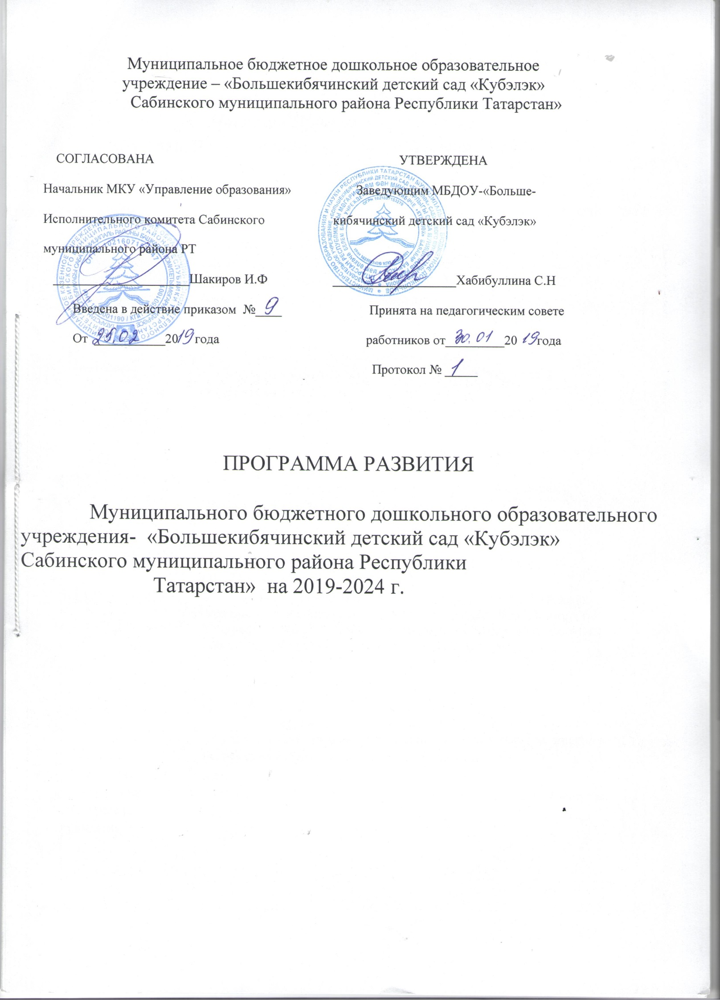 Муниципальное бюджетное дошкольное образовательное
учреждение – «Большекибячинский детский сад «Кубэлэк»
Сабинского муниципального района Республики Татарстан»
СОГЛАСОВАНА
Начальник МКУ «Управление образования»
Исполнительного комитета Сабинского
муниципального района РТ
Шакиров И.Ф
Введена в действие приказом №9
От 25.02 2019 года
УТВЕРЖДЕНА
Заведующим МБДОУ-«Больше-
кибячинский детский сад «Кубэлэк»
Хабибуллина С.Н
Принята на педагогическим совете
работников от 30.01 20 19года
Протокол № 1
ПРОГРАММА РАЗВИТИЯ
Муниципального бюджетного дошкольного образовательного
учреждения- «Большекибячинский детский сад «Кубэлэк»
Сабинского муниципального района Республики
Татарстан» на 2019-2024 г.